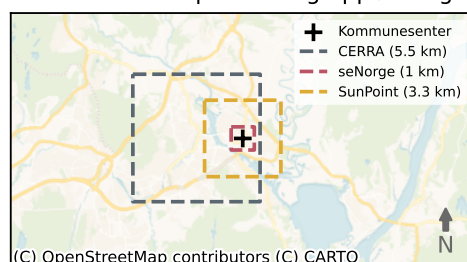 Kommunesenter
CERRA (5.5 km)
seNorge (1 km)
SunPoint (3.3 km)
N
(C) OpenStreetMap contributors (C) CARTO